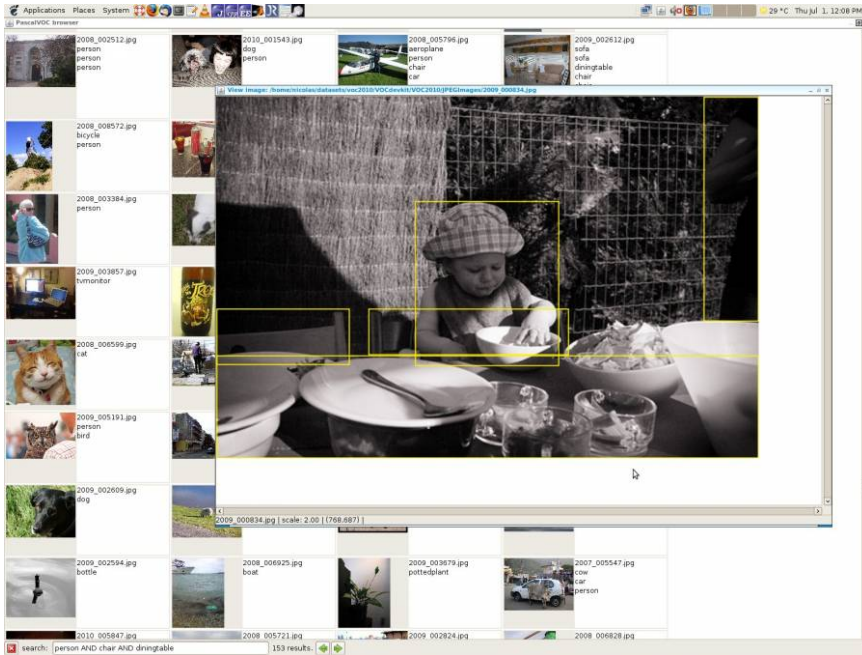 Applications Places System
29 °C Thu Jul 1, 12:08 PM
PascalVOC browser
2008_002512.jpg
person
person
person
2010_001543.jpg
dog
person
2008_005796.jpg
aeroplane
person
chair
car
2009_002612.jpg
sofa
sofa
diningtable
chair
View Image: /home/nicolas/datasets/voc2010/VOCdevkit/VOC2010/JPEGImages/2009_000834.jpg
2008_008572.jpg
bicycle
person
2008_003384.jpg
person
2009_003857.jpg
tvmonitor
2008_006599.jpg
cat
2009_005191.jpg
person
bird
2009_002609.jpg
dog
2009_000834.jpg | scale: 2.00 | (768,687) |
2009_002594.jpg
bottle
2008_006925.jpg
boat
2009_003679.jpg
pottedplant
2007_005547.jpg
cow
car
person
2010_005847.jpg
2008_005721.jpg
2009_002824.jpg
2008_006828.jpg
search: person AND chair AND diningtable 153 results.